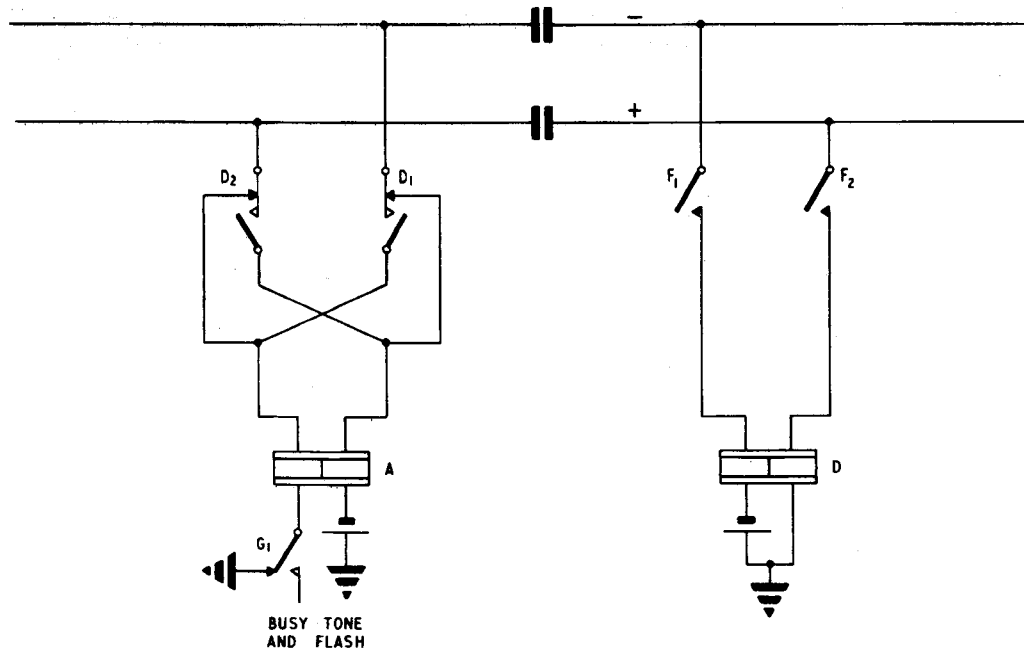 −
+
D2 D1 F1 F2
A D
G1
BUSY TONE
AND FLASH